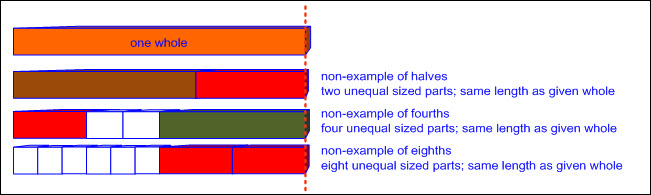 one whole
non-example of halves
two unequal sized parts; same length as given whole
non-example of fourths
four unequal sized parts; same length as given whole
non-example of eighths
eight unequal sized parts; same length as given whole